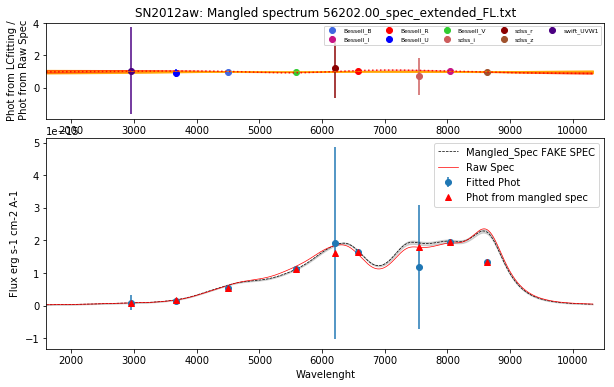 SN2012aw: Mangled spectrum 56202.00_spec_extended_FL.txt
Phot from LCfitting /
Phot from Raw Spec
4
2
0
Bessell_B
Bessell_I
Bessell_R
Bessell_U
Bessell_V
sdss_i
sdss_r
sdss_z
swift_UVW1
2000 3000 4000 5000 6000 7000 8000 9000 10000
1e−15
Flux erg s-1 cm-2 A-1
5
4
3
2
1
0
−1
Mangled_Spec FAKE SPEC
Raw Spec
Fitted Phot
Phot from mangled spec
2000 3000 4000 5000 6000 7000 8000 9000 10000
Wavelenght